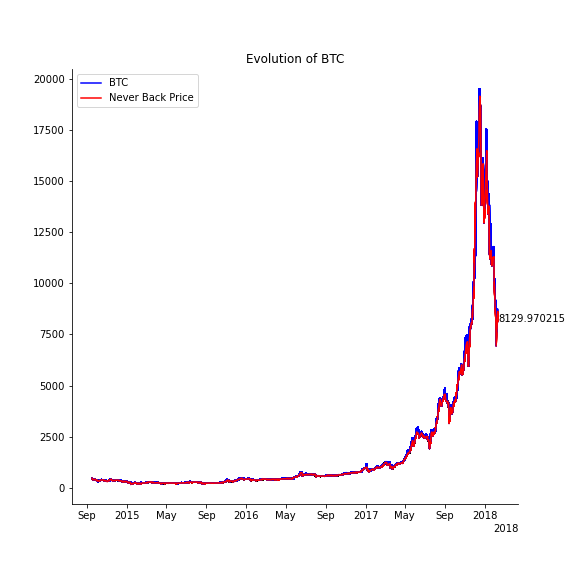 Evolution of BTC
BTC
Never Back Price
20000
17500
15000
12500
10000
7500
5000
2500
0
8129.970215
Sep 2015 May Sep 2016 May Sep 2017 May Sep 2018
2018